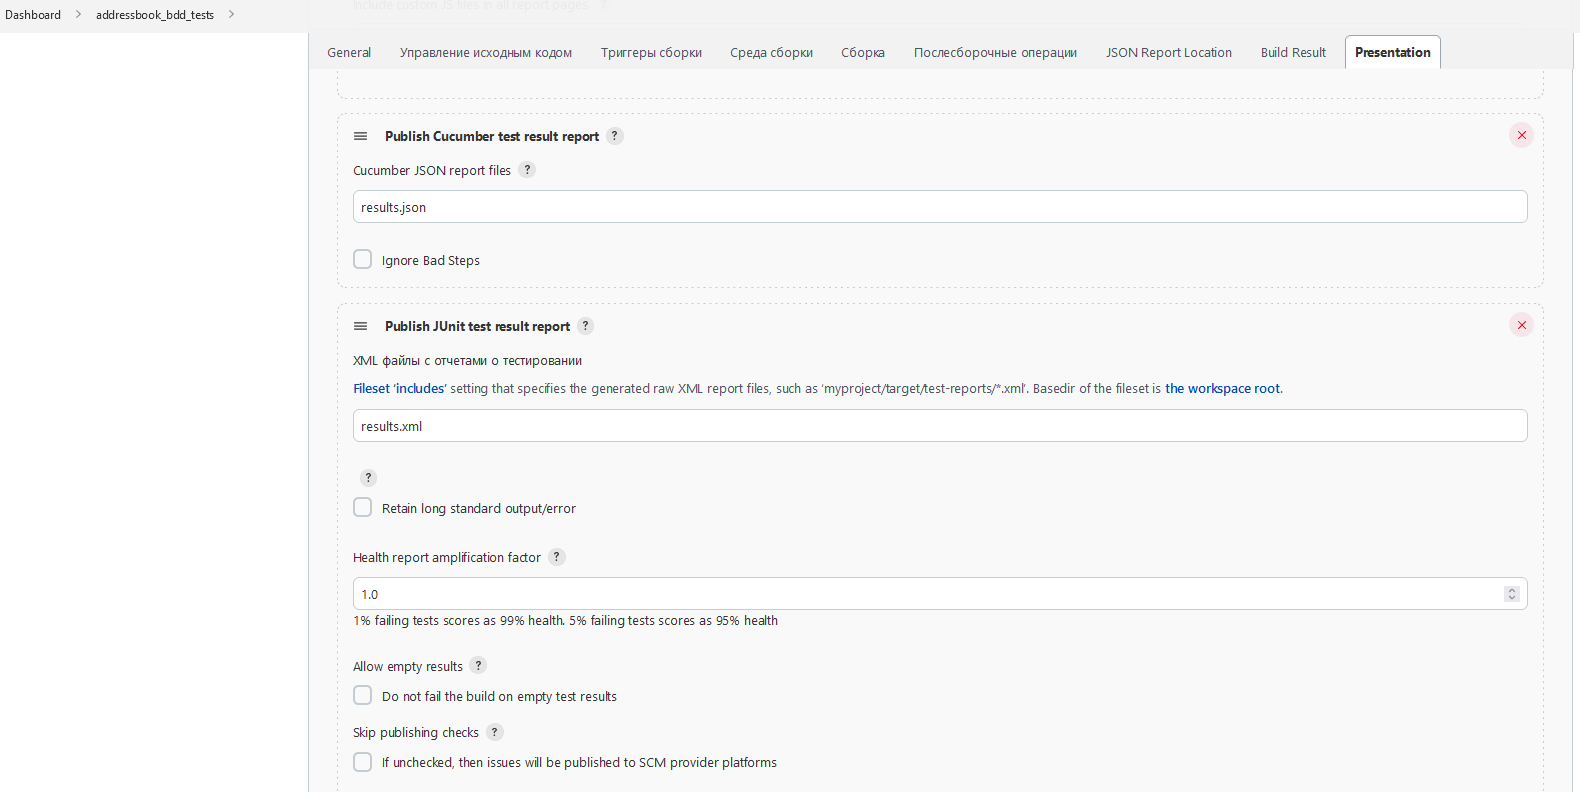 Include custom JS files in all report pages ?
Dashboard > addressbook_bdd_tests >
General Управление исходным кодом Триггеры сборки Среда сборки Сборка Послесборочные операции JSON Report Location Build Result Presentation
Publish Cucumber test result report ?
Cucumber JSON report files ?
results.json
Ignore Bad Steps
Publish JUnit test result report ?
XML файлы с отчетами о тестировании
Fileset 'includes' setting that specifies the generated raw XML report files, such as 'myproject/target/test-reports/*.xml'. Basedir of the fileset is the workspace root.
results.xml
?
Retain long standard output/error
Health report amplification factor ?
1.0
1% failing tests scores as 99% health. 5% failing tests scores as 95% health
Allow empty results ?
Do not fail the build on empty test results
Skip publishing checks ?
If unchecked, then issues will be published to SCM provider platforms